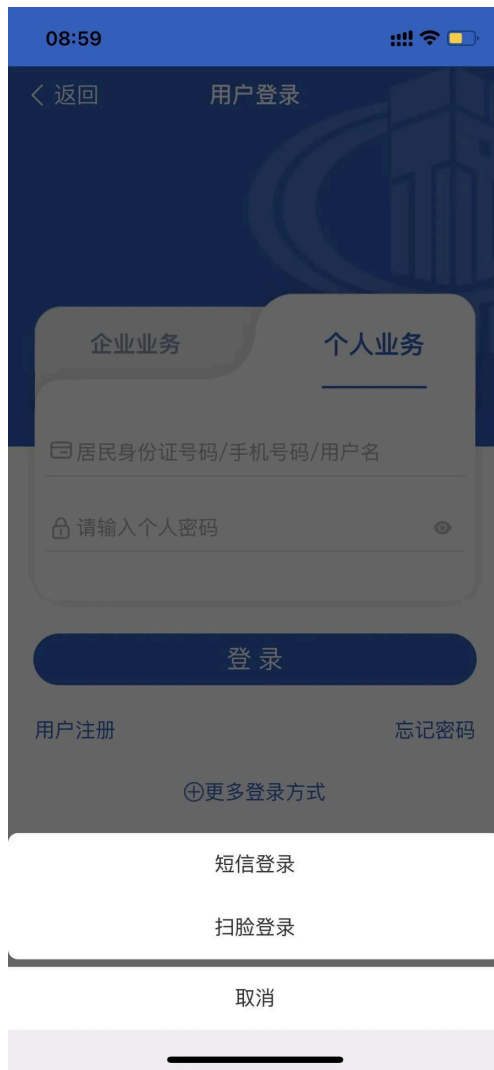 08:59
返回
用户登录
企业业务
个人业务
居民身份证号码/手机号码/用户名
请输入个人密码
登录
用户注册
忘记密码
更多登录方式
短信登录
扫脸登录
取消